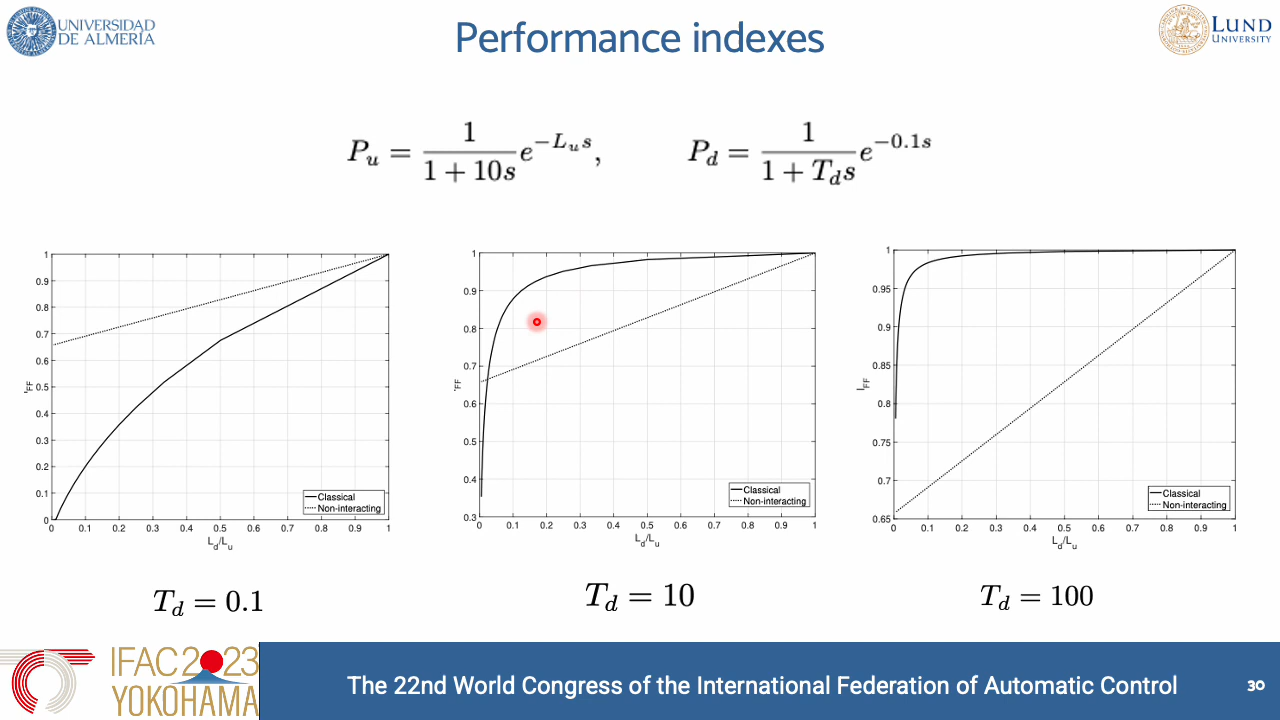 UNIVERSIDAD
DE ALMERÍA
Performance indexes
LUND
UNIVERSITY
P_u = \frac{1}{1 + 10s} e^{-L_u s}, P_d = \frac{1}{1 + T_d s} e^{-0.1s}
1
0.9
0.8
0.7
0.6
0.5
0.4
0.3
0.2
0.1
0
0 0.1 0.2 0.3 0.4 0.5 0.6 0.7 0.8 0.9 1
L_d/L_u
Classical
Non-interacting
T_d = 0.1
1
0.9
0.8
0.7
0.6
0.5
0.4
0.3
0 0.1 0.2 0.3 0.4 0.5 0.6 0.7 0.8 0.9 1
L_d/L_u
Classical
Non-interacting
T_d = 10
1
0.95
0.9
0.85
0.8
0.75
0.7
0.65
I_FF
0 0.1 0.2 0.3 0.4 0.5 0.6 0.7 0.8 0.9 1
L_d/L_u
Classical
Non-interacting
T_d = 100
IFAC 2023
YOKOHAMA
The 22nd World Congress of the International Federation of Automatic Control
30